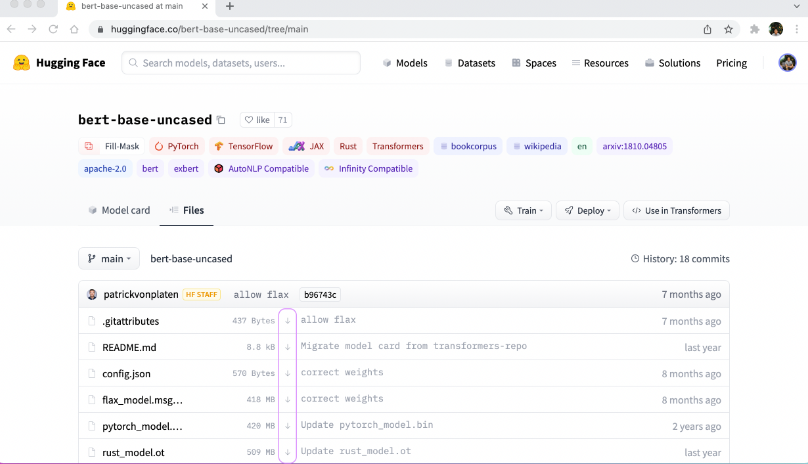 bert-base-uncased at main
huggingface.co/bert-base-uncased/tree/main
Hugging Face Search models, datasets, users... Models Datasets Spaces Resources Solutions Pricing
bert-base-uncased like 71
Fill-Mask PyTorch TensorFlow JAX Rust Transformers bookcorpus wikipedia en arxiv:1810.04805
apache-2.0 bert exbert AutoNLP Compatible Infinity Compatible
Model card Files Train Deploy Use in Transformers
main bert-base-uncased History: 18 commits
patrickvonplaten HF STAFF allow flax b96743c 7 months ago
.gitattributes 437 Bytes ↓ allow flax 7 months ago
README.md 8.8 kB ↓ Migrate model card from transformers-repo last year
config.json 570 Bytes ↓ correct weights 8 months ago
flax_model.msg... 418 MB ↓ correct weights 8 months ago
pytorch_model.... 420 MB ↓ Update pytorch_model.bin 2 years ago
rust_model.ot 509 MB ↓ Update rust_model.ot last year